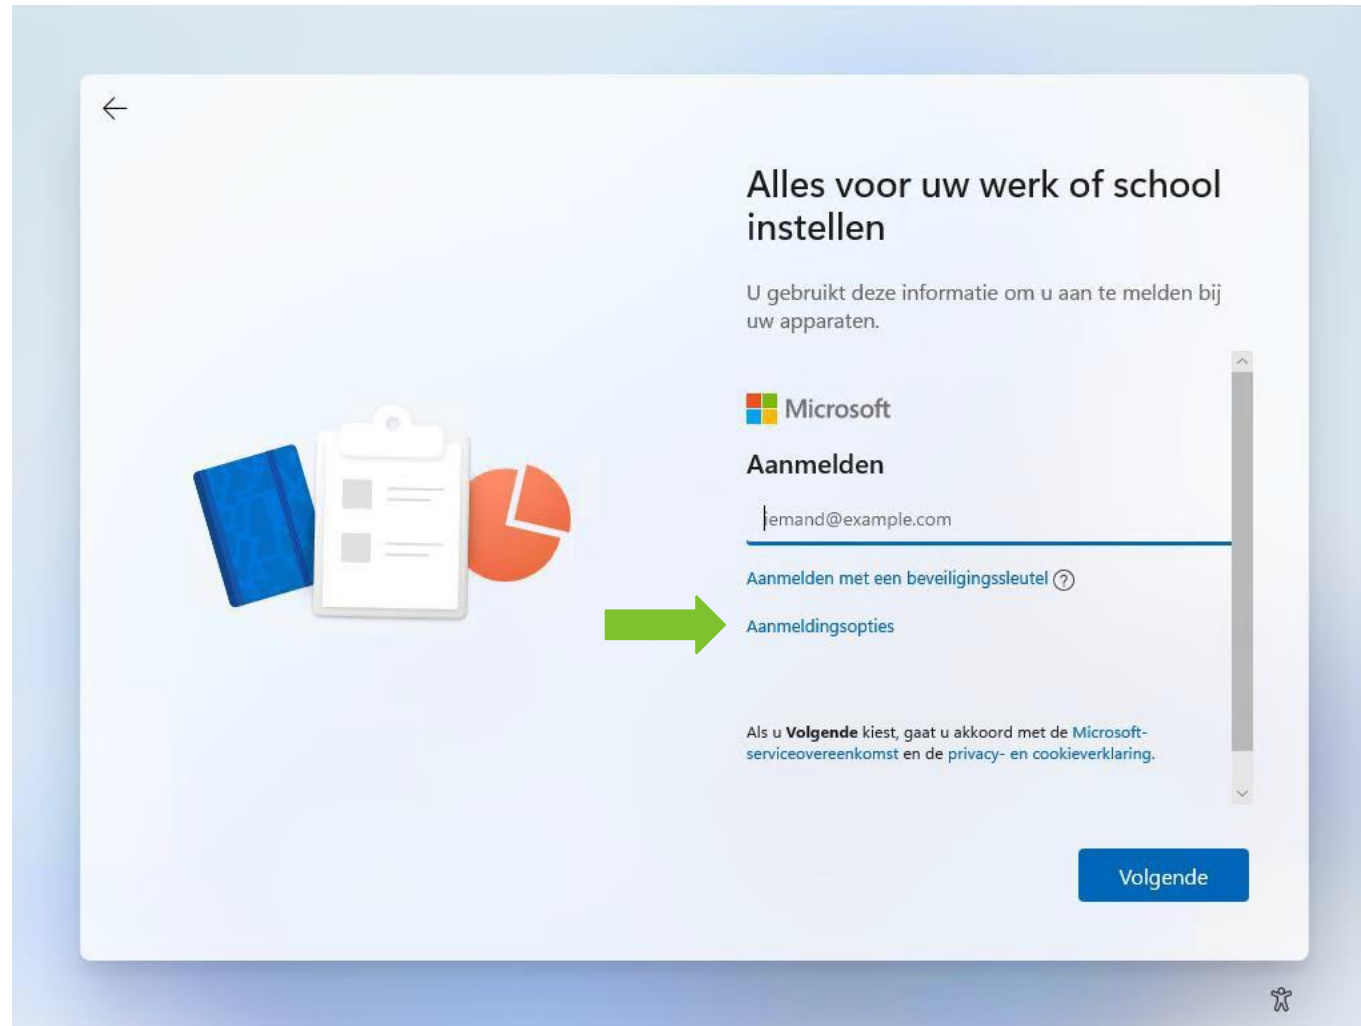 Alles voor uw werk of school
instellen
U gebruikt deze informatie om u aan te melden bij
uw apparaten.
Microsoft
Aanmelden
iemand@example.com
Aanmelden met een beveiligingssleutel ?
Aanmeldingsopties
Als u Volgende kiest, gaat u akkoord met de Microsoft-
serviceovereenkomst en de privacy- en cookieverklaring.
Volgende